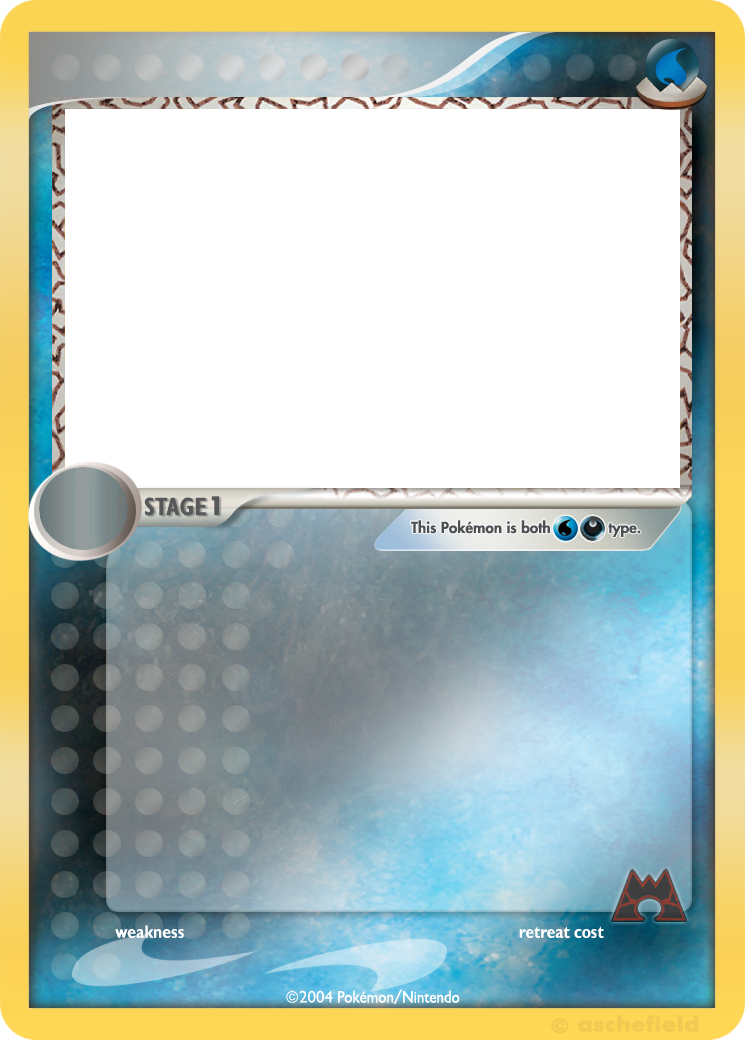 STAGE 1
This Pokémon is both type.
weakness
retreat cost
©2004 Pokémon/Nintendo
© aschefield